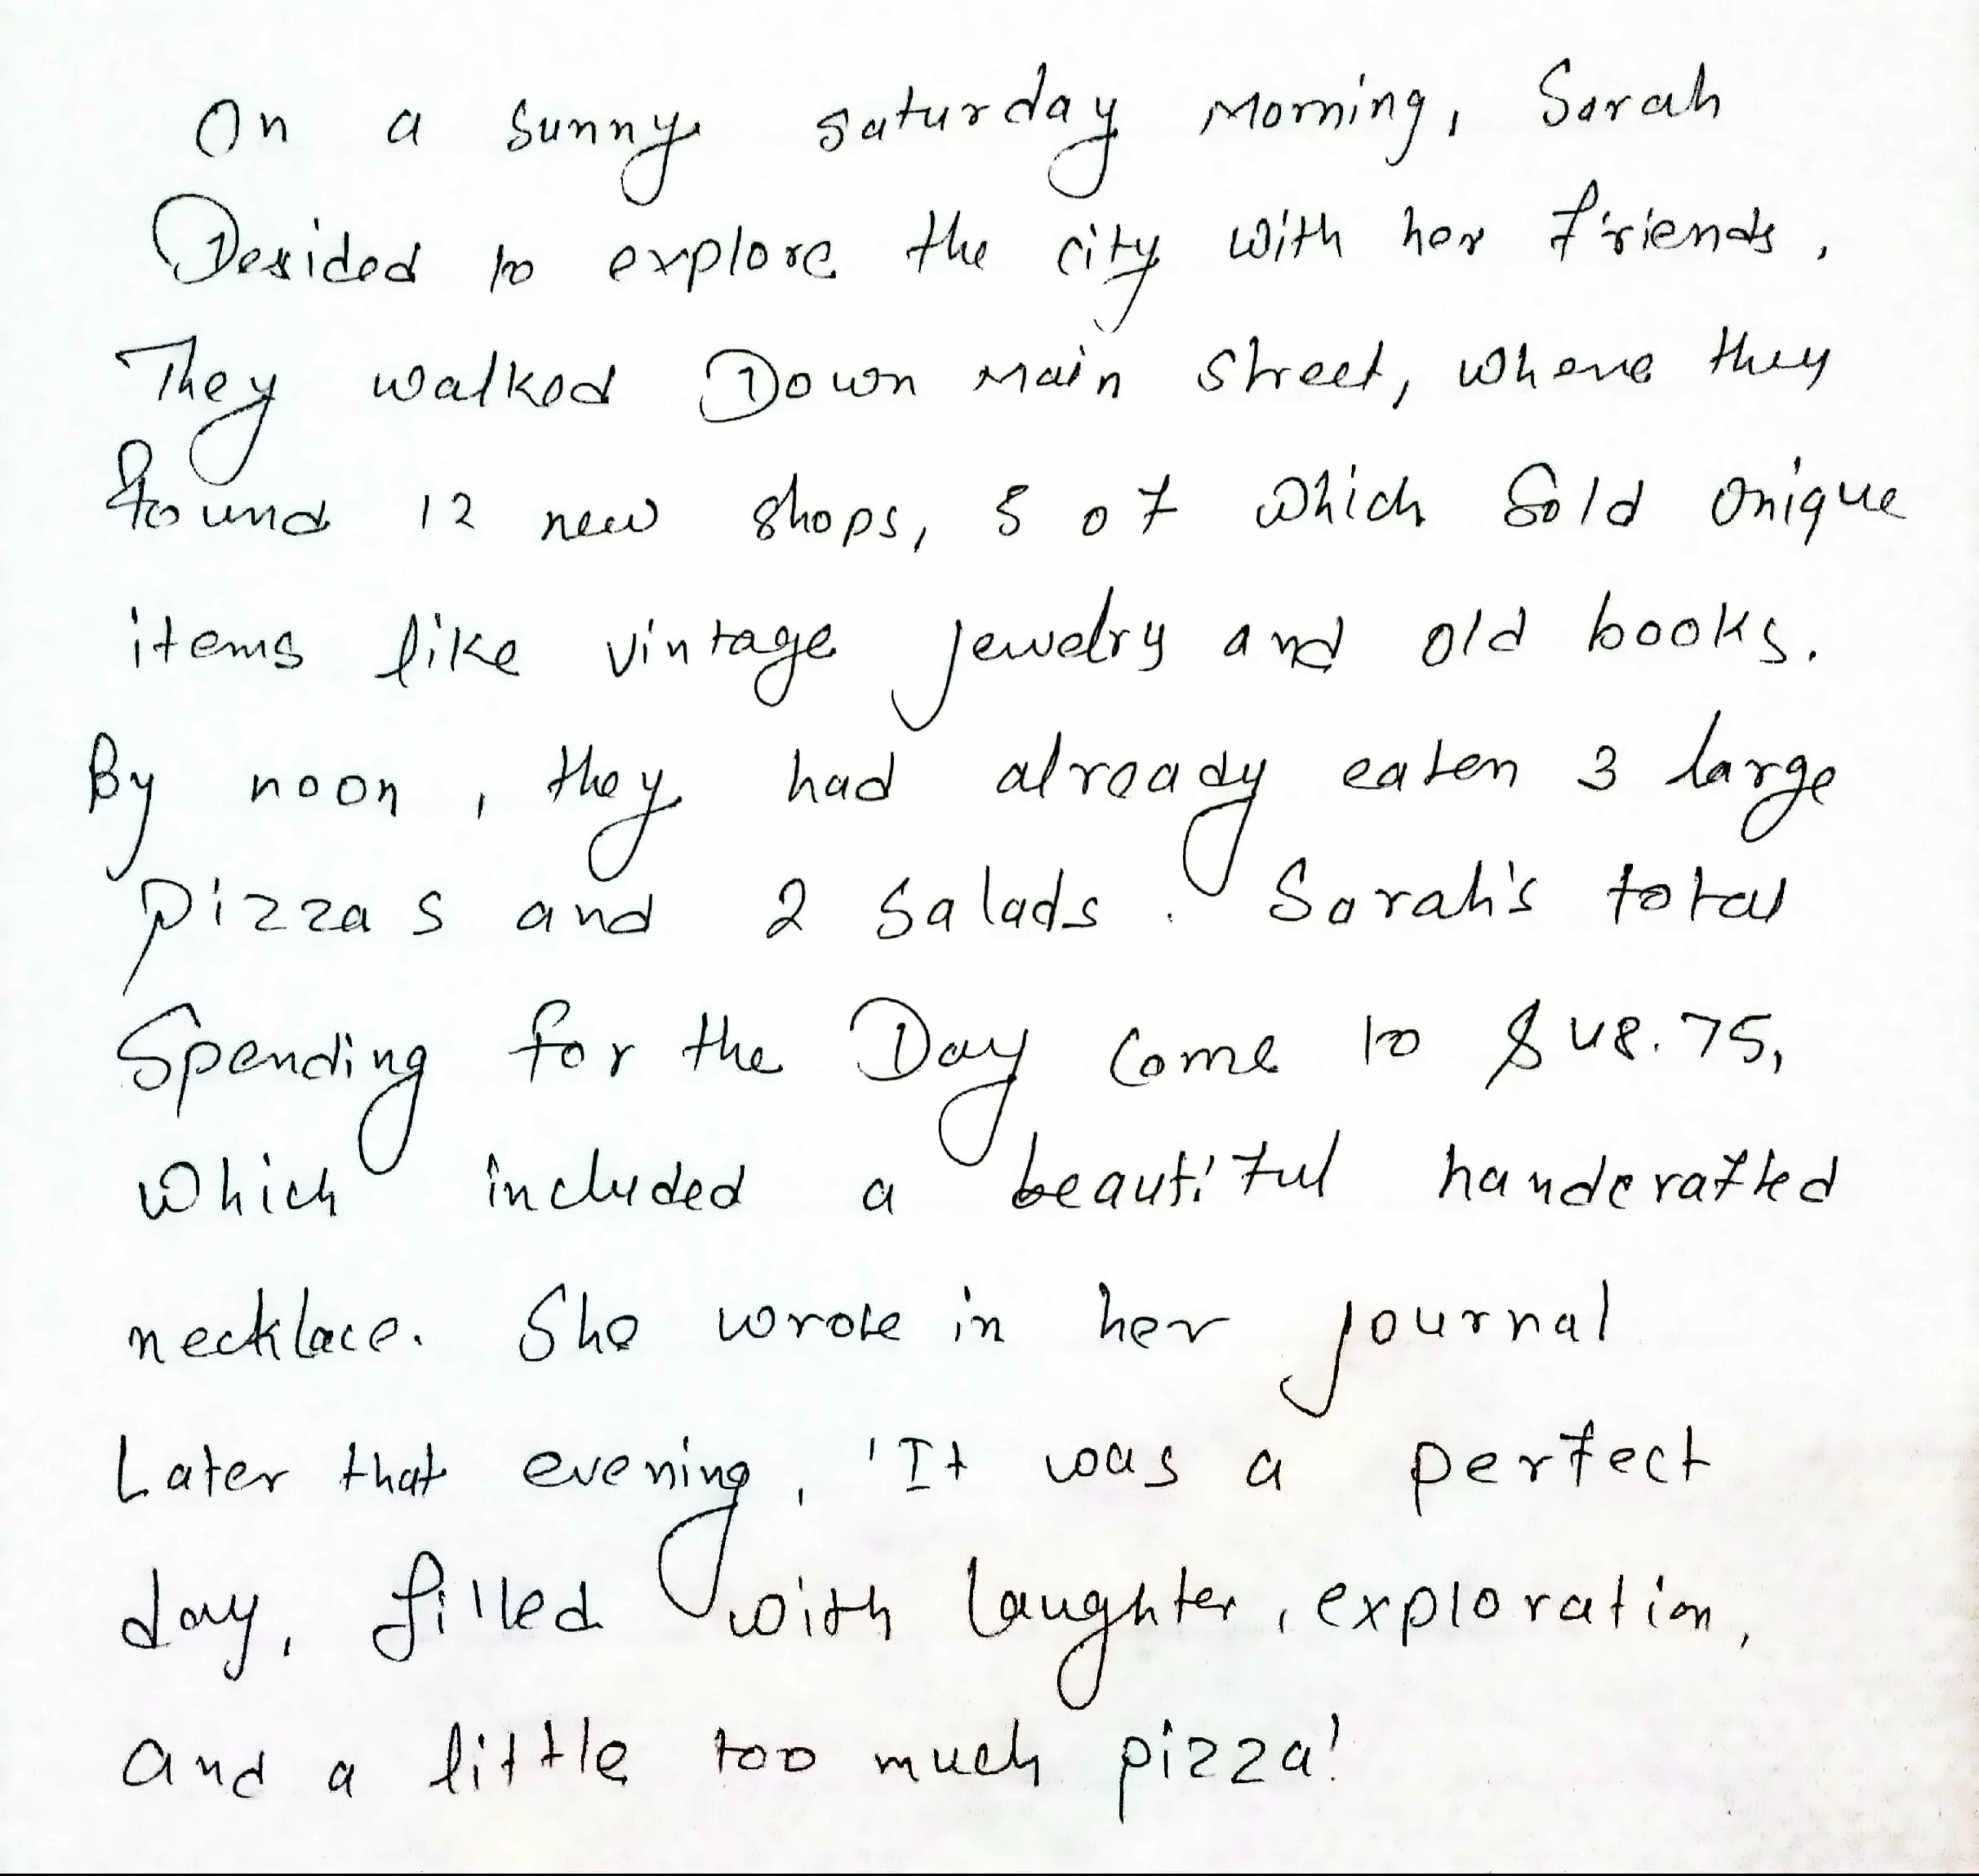 On a sunny saturday Morning, Sarah
Desided to explore the city with her friends.
They walked Down main street, where they
found 12 new shops, 5 of which Sold Unique
items like vintage jewelry and old books.
By noon, they had already eaten 3 large
pizzas and 2 salads. Sarah's total
Spending for the Day come to $48.75,
which included a beautiful handcrafted
necklace. She wrote in her journal
Later that evening, 'It was a perfect
day, filled with laughter, exploration,
and a little too much pizza!